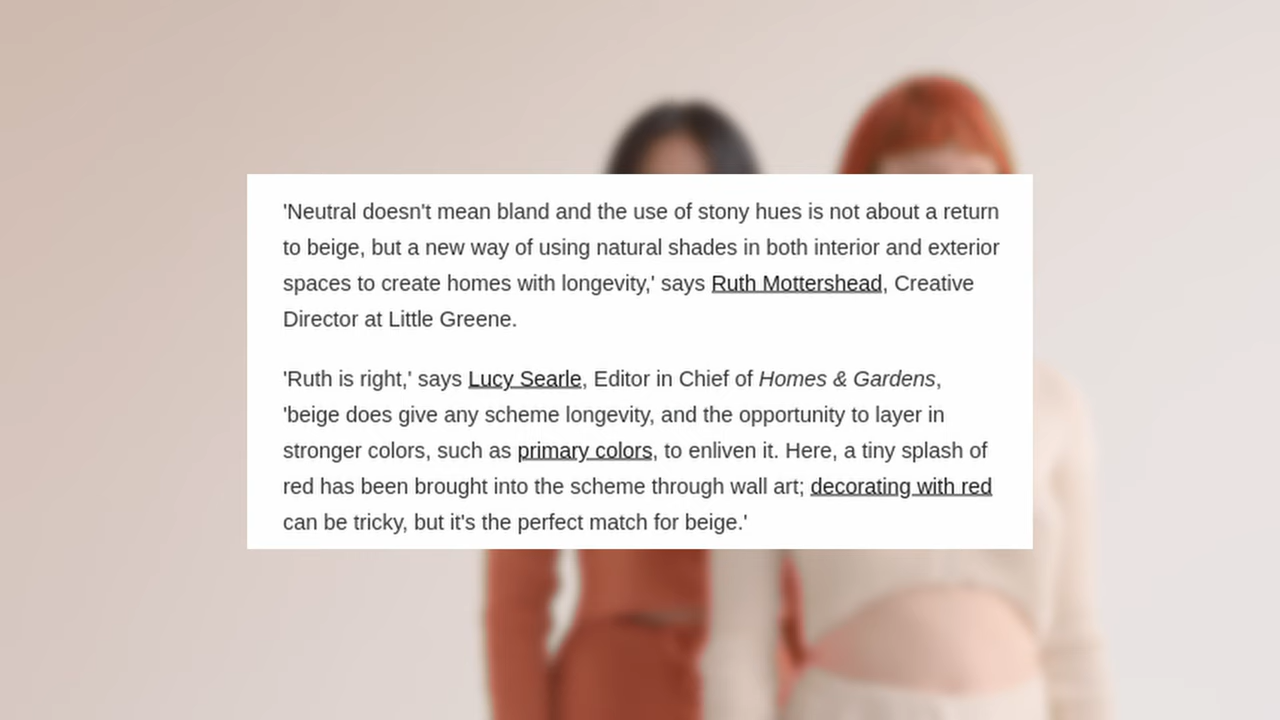 'Neutral doesn't mean bland and the use of stony hues is not about a return
to beige, but a new way of using natural shades in both interior and exterior
spaces to create homes with longevity,' says Ruth Mottershead, Creative
Director at Little Greene.
'Ruth is right,' says Lucy Searle, Editor in Chief of Homes & Gardens,
'beige does give any scheme longevity, and the opportunity to layer in
stronger colors, such as primary colors, to enliven it. Here, a tiny splash of
red has been brought into the scheme through wall art; decorating with red
can be tricky, but it's the perfect match for beige.'